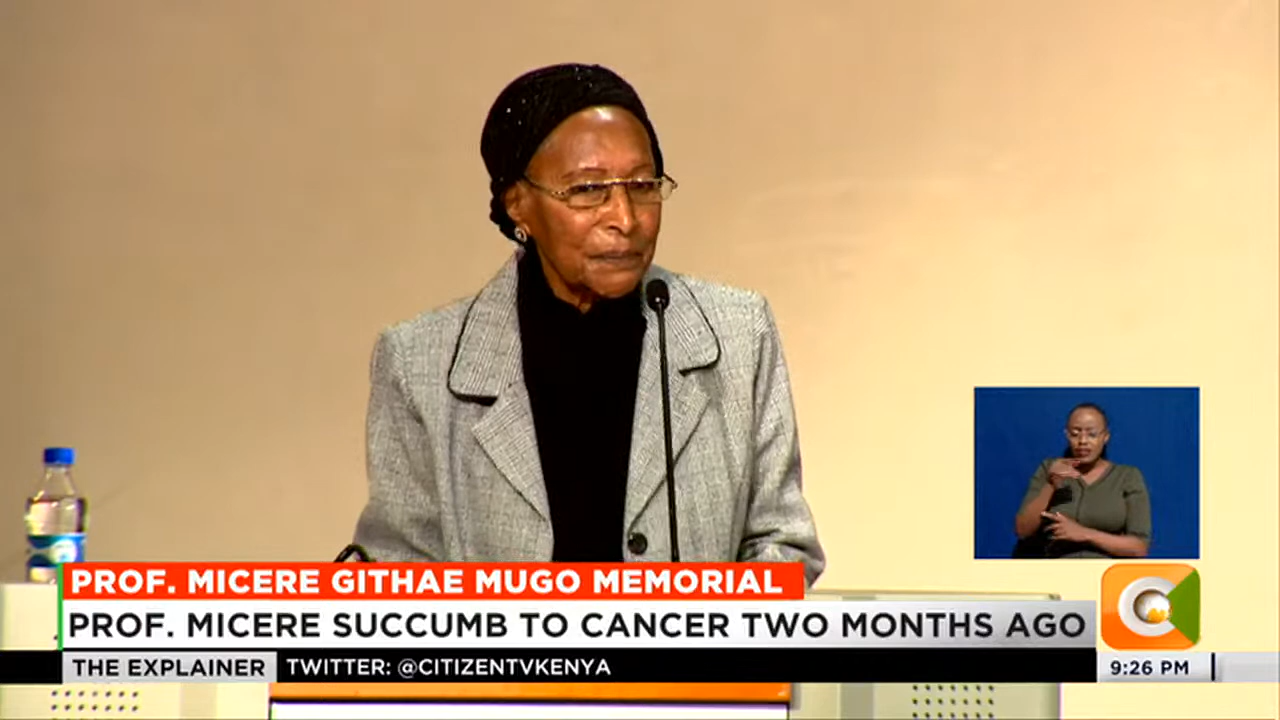 PROF. MICERE GITHAE MUGO MEMORIAL
PROF. MICERE SUCCUMB TO CANCER TWO MONTHS AGO
THE EXPLAINER
TWITTER: @CITIZENTVKENYA
9:26 PM